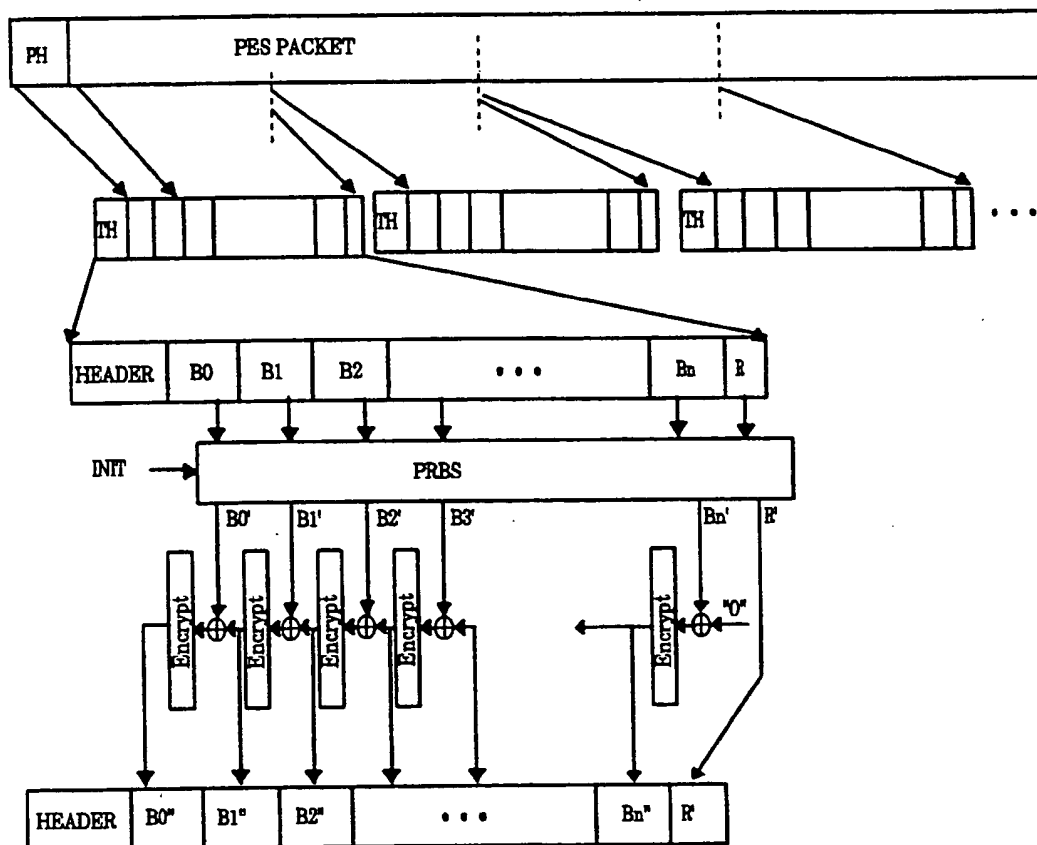 PH PES PACKET
TH TH TH • • •
HEADER B0 B1 B2 • • • Bn R
INIT PRBS
B0' B1' B2' B3' Bn' R'
Encrypt Encrypt Encrypt Encrypt Encrypt "0"
HEADER B0" B1" B2" • • • Bn" R'